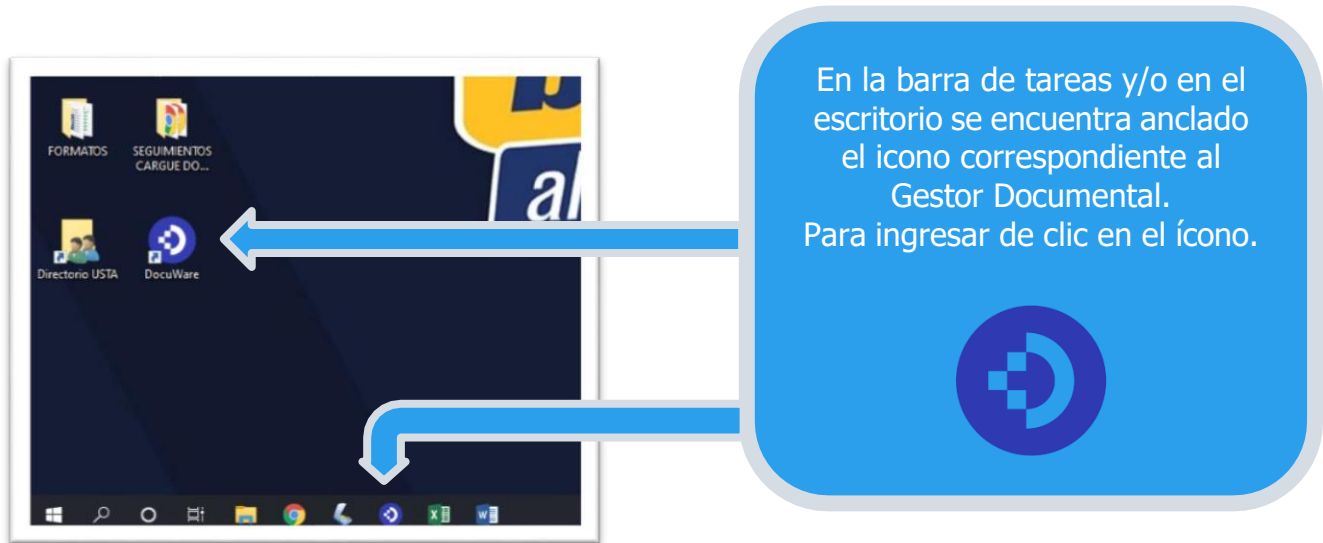 FORMATOS
SEGUIMIENTOS
CARGUE DO...
Directorio USTA
DocuWare
al
En la barra de tareas y/o en el
escritorio se encuentra anclado
el icono correspondiente al
Gestor Documental.
Para ingresar de clic en el ícono.